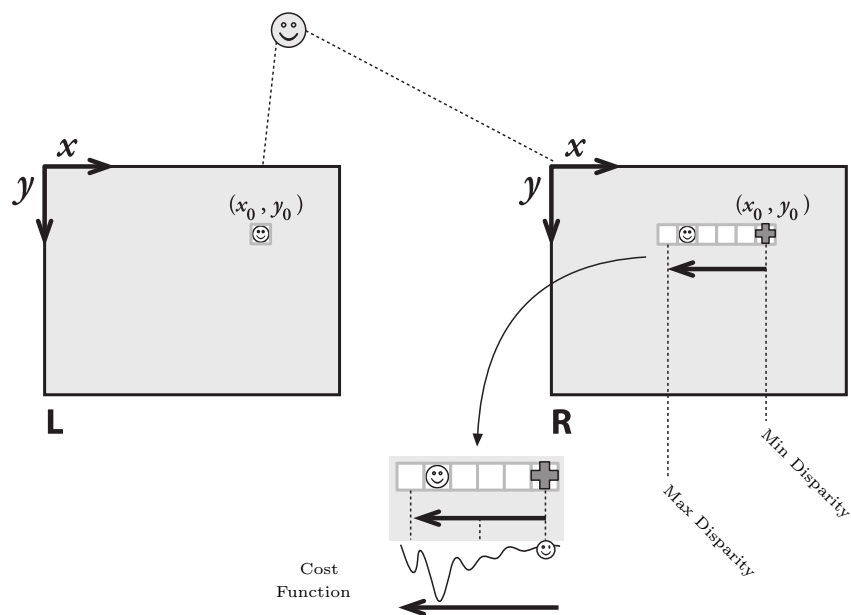 x
x
y
y
(x0, y0)
(x0, y0)
L
R
Min Disparity
Max Disparity
Cost
Function